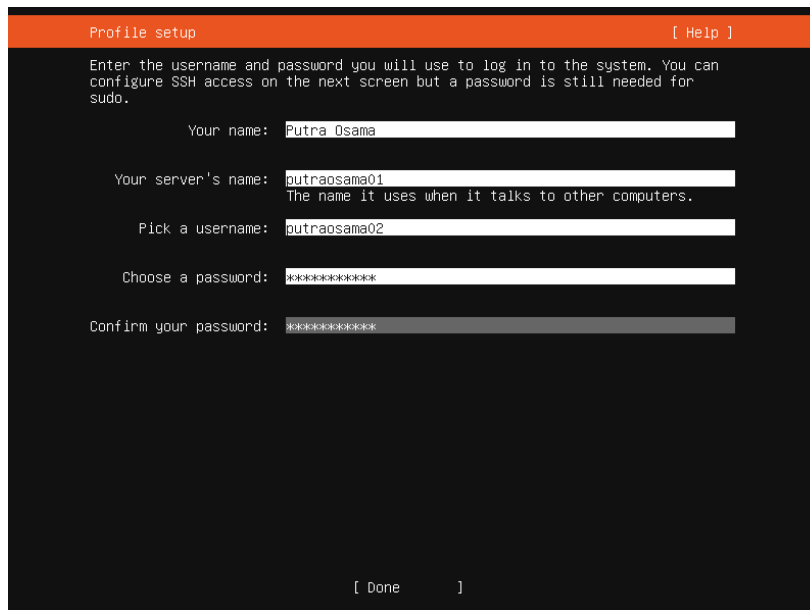 Profile setup [ Help ]
Enter the username and password you will use to log in to the system. You can
configure SSH access on the next screen but a password is still needed for
sudo.
Your name: Putra Osama
Your server's name: putraosama01
The name it uses when it talks to other computers.
Pick a username: putraosama02
Choose a password: ***********
Confirm your password: ***********
[ Done ]